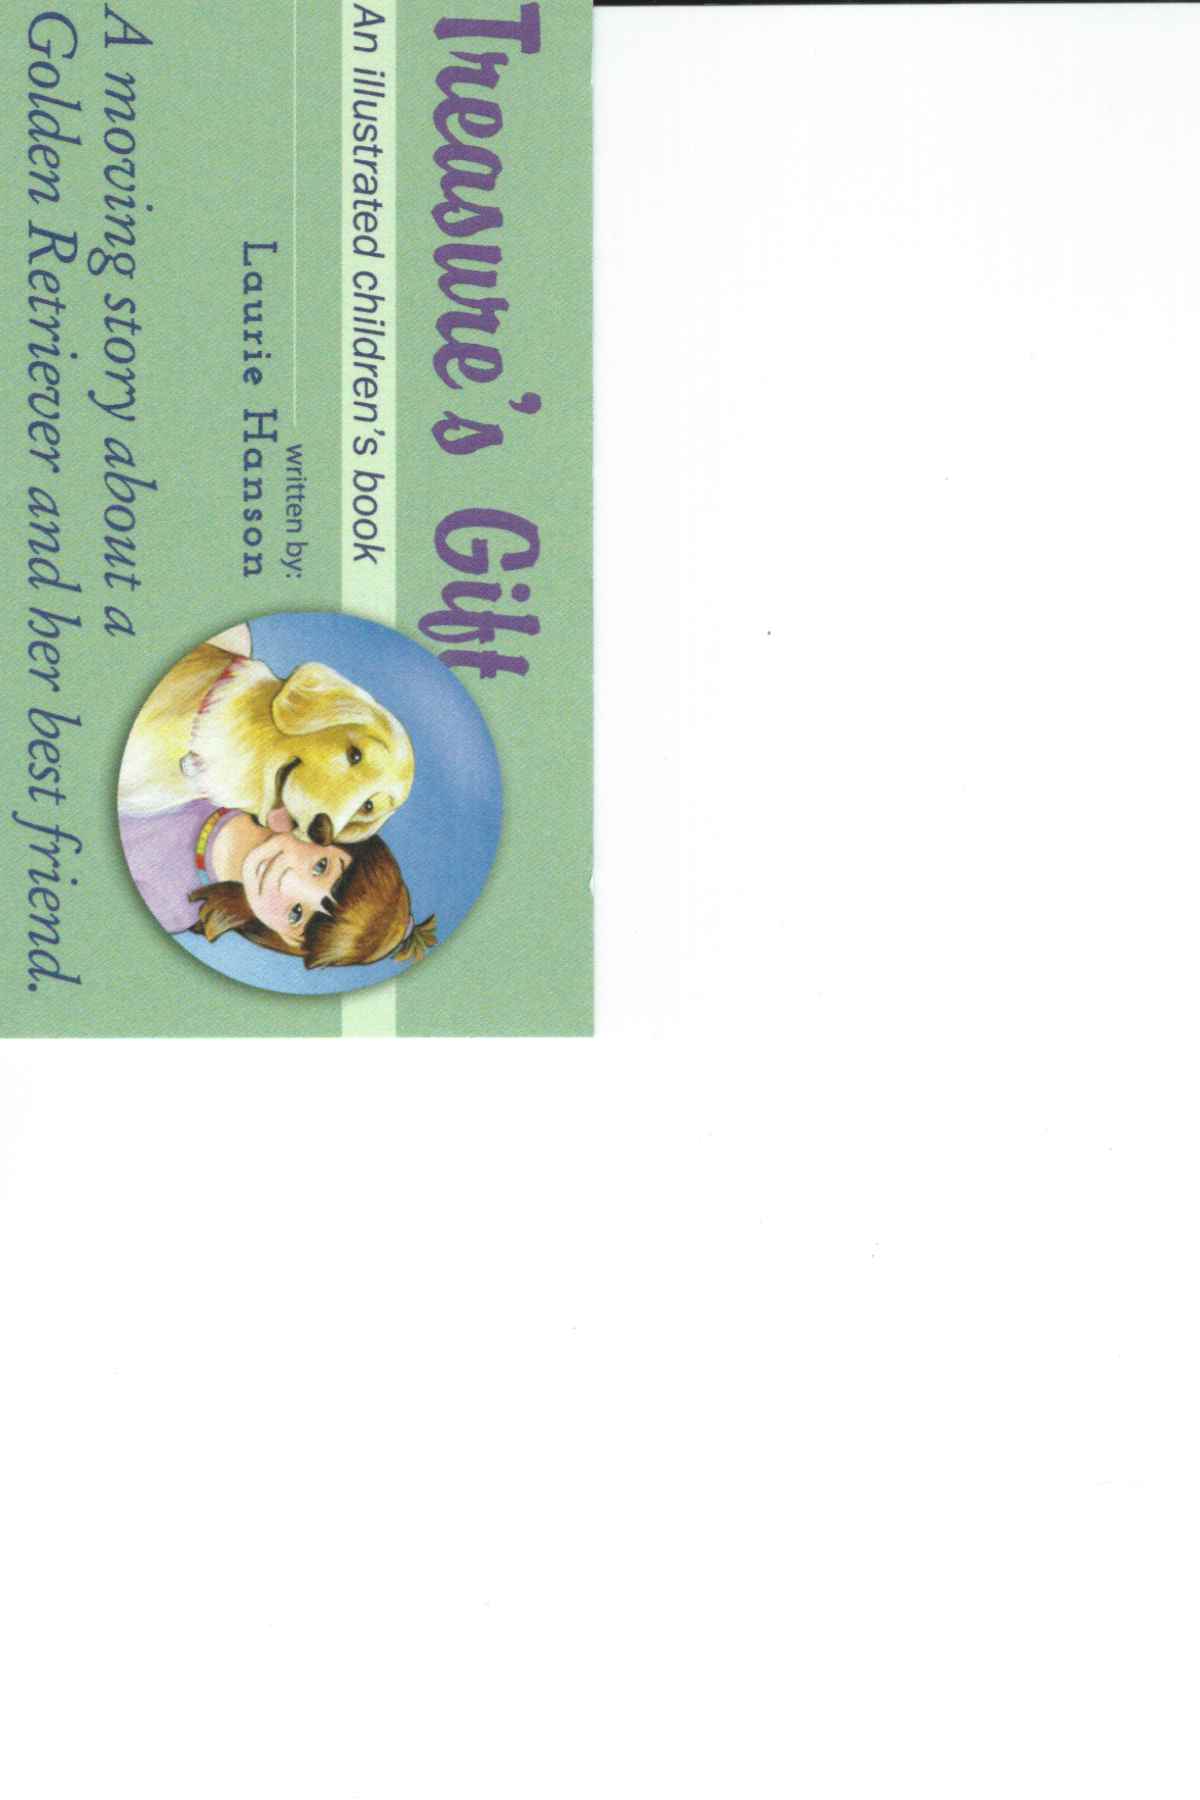 Treasure's Gift
An illustrated children's book
written by:
Laurie Hanson
A moving story about a
Golden Retriever and her best friend.